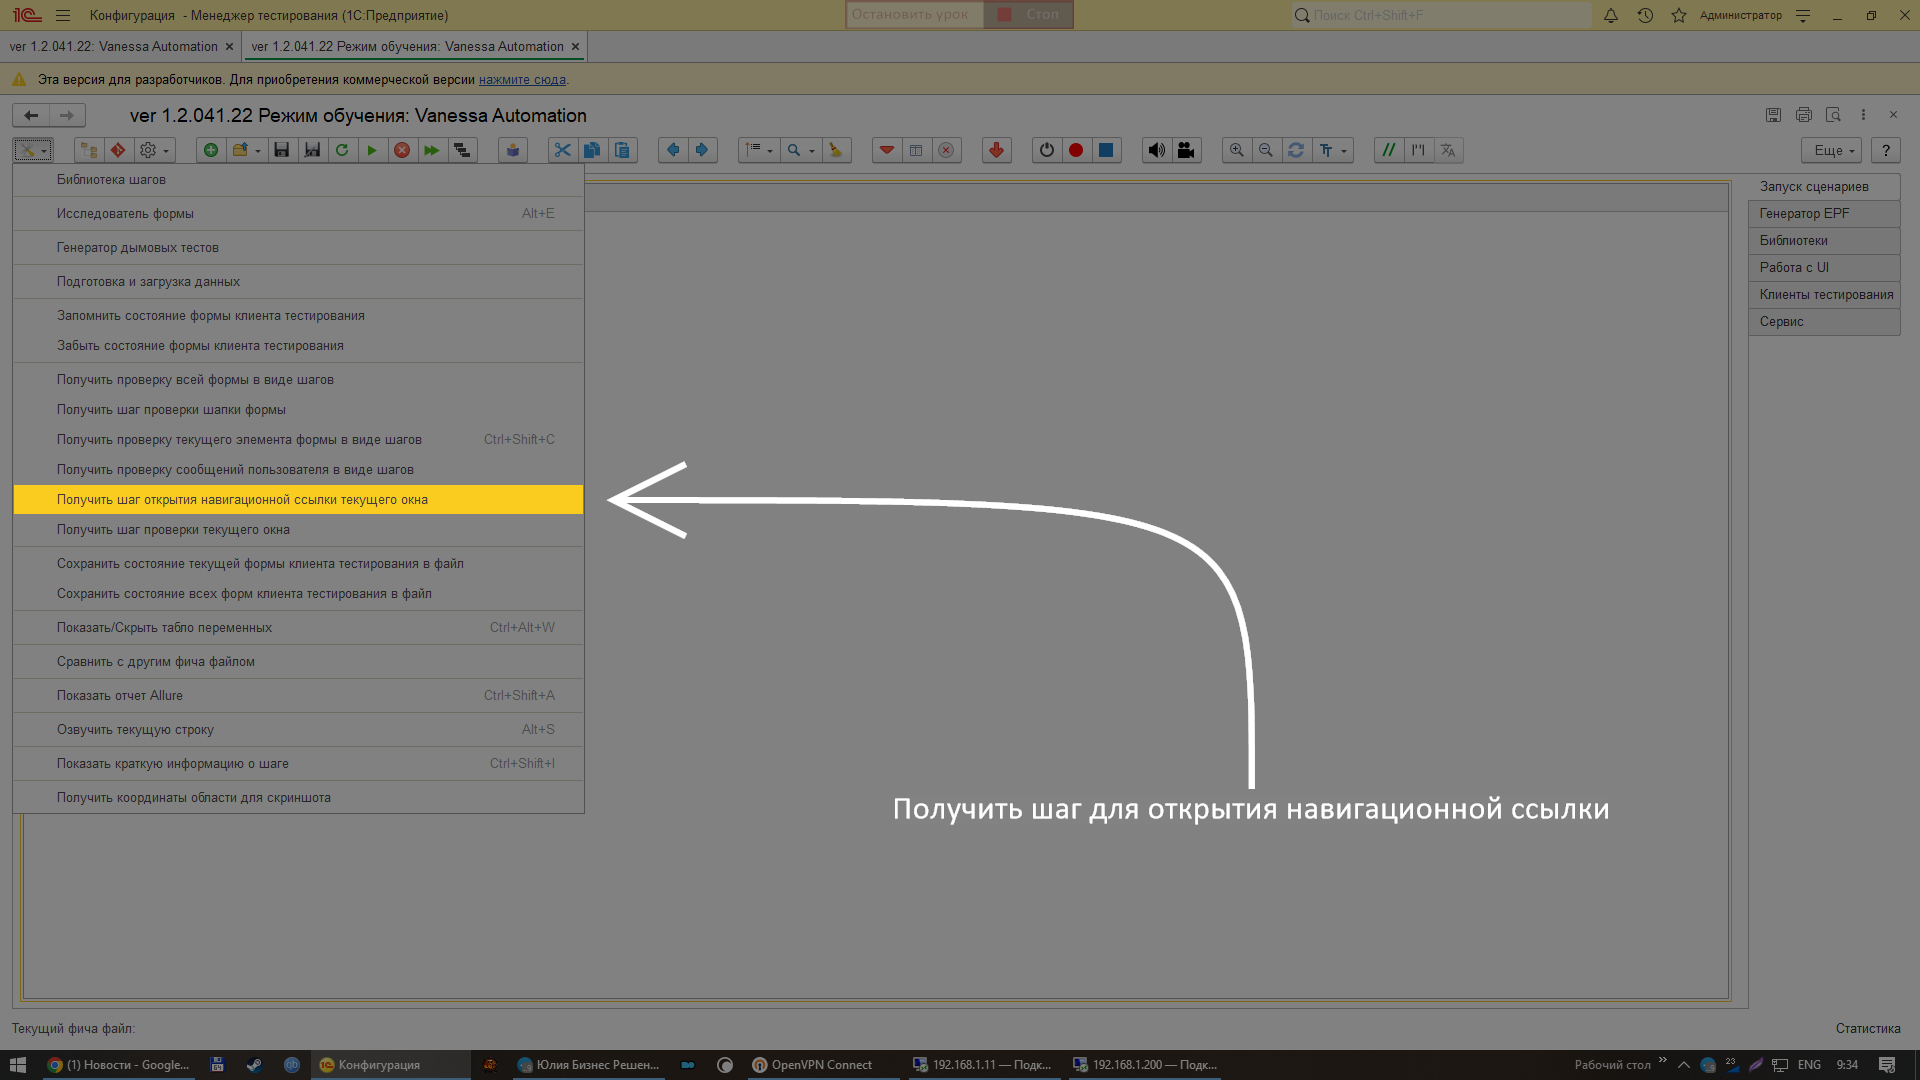 Конфигурация - Менеджер тестирования (1С:Предприятие)
Остановить урок
Стоп
Поиск Ctrl+Shift+F
Администратор
ver 1.2.041.22: Vanessa Automation
ver 1.2.041.22 Режим обучения: Vanessa Automation
Эта версия для разработчиков. Для приобретения коммерческой версии нажмите сюда.
ver 1.2.041.22 Режим обучения: Vanessa Automation
Еще
?
Библиотека шагов
Исследователь формы Alt+E
Генератор дымовых тестов
Подготовка и загрузка данных
Запомнить состояние формы клиента тестирования
Забыть состояние формы клиента тестирования
Получить проверку всей формы в виде шагов
Получить шаг проверки шапки формы
Получить проверку текущего элемента формы в виде шагов Ctrl+Shift+C
Получить проверку сообщений пользователя в виде шагов
Получить шаг открытия навигационной ссылки текущего окна
Получить шаг проверки текущего окна
Сохранить состояние текущей формы клиента тестирования в файл
Сохранить состояние всех форм клиента тестирования в файл
Показать/Скрыть табло переменных Ctrl+Alt+W
Сравнить с другим фича файлом
Показать отчет Allure Ctrl+Shift+A
Озвучить текущую строку Alt+S
Показать краткую информацию о шаге Ctrl+Shift+I
Получить координаты области для скриншота
Запуск сценариев
Генератор EPF
Библиотеки
Работа с UI
Клиенты тестирования
Сервис
Получить шаг для открытия навигационной ссылки
Текущий фича файл:
Статистика
(1) Новости - Google...
Конфигурация
Юлия Бизнес Решен...
OpenVPN Connect
192.168.1.11 — Подк...
192.168.1.200 — Подк...
Рабочий стол
23
ENG
9:34